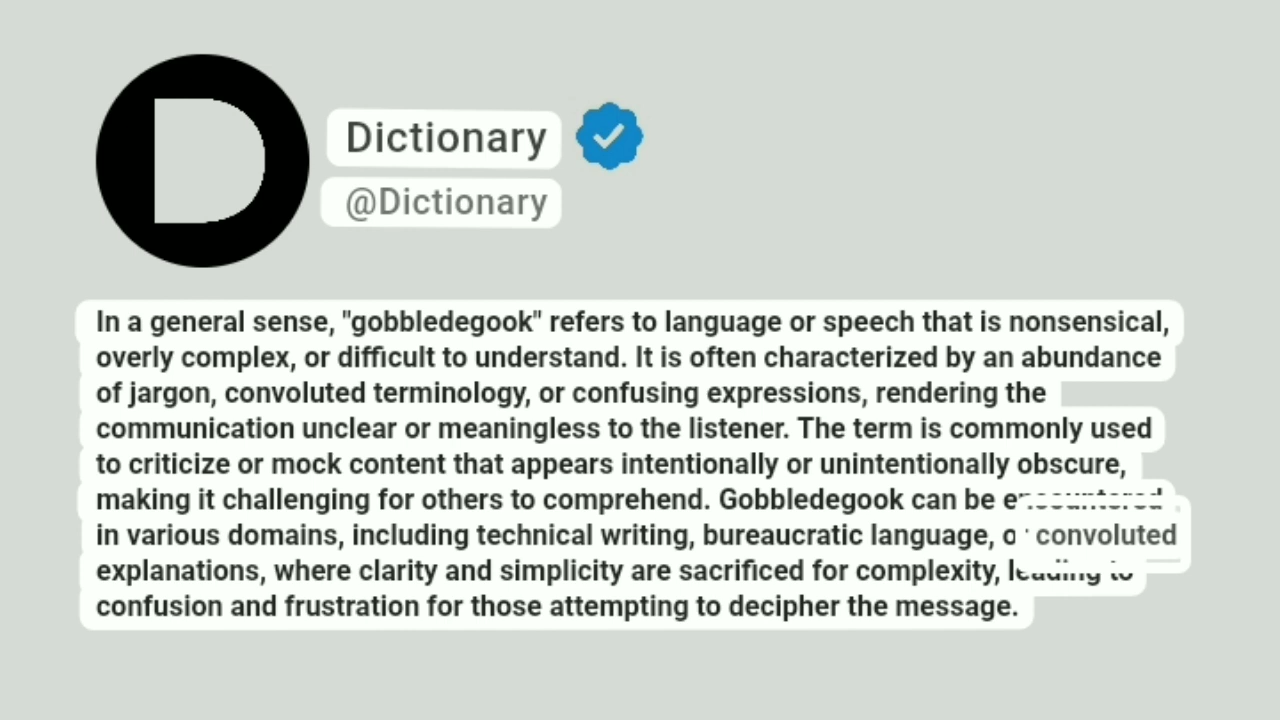 D
Dictionary
@Dictionary
In a general sense, "gobbledegook" refers to language or speech that is nonsensical,
overly complex, or difficult to understand. It is often characterized by an abundance
of jargon, convoluted terminology, or confusing expressions, rendering the
communication unclear or meaningless to the listener. The term is commonly used
to criticize or mock content that appears intentionally or unintentionally obscure,
making it challenging for others to comprehend. Gobbledegook can be encountered
in various domains, including technical writing, bureaucratic language, or convoluted
explanations, where clarity and simplicity are sacrificed for complexity, leading to
confusion and frustration for those attempting to decipher the message.